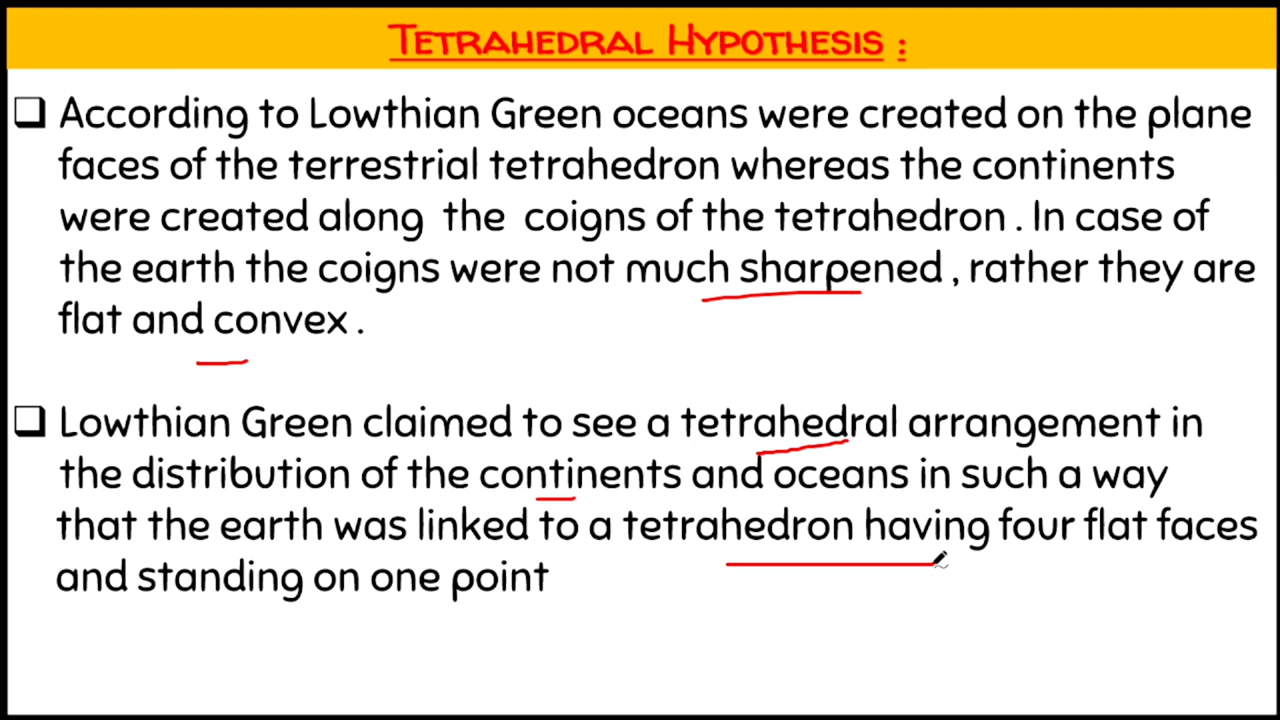 TETRAHEDRAL HYPOTHESIS :
According to Lowthian Green oceans were created on the plane
faces of the terrestrial tetrahedron whereas the continents
were created along the coigns of the tetrahedron . In case of
the earth the coigns were not much sharpened , rather they are
flat and convex .
Lowthian Green claimed to see a tetrahedral arrangement in
the distribution of the continents and oceans in such a way
that the earth was linked to a tetrahedron having four flat faces
and standing on one point